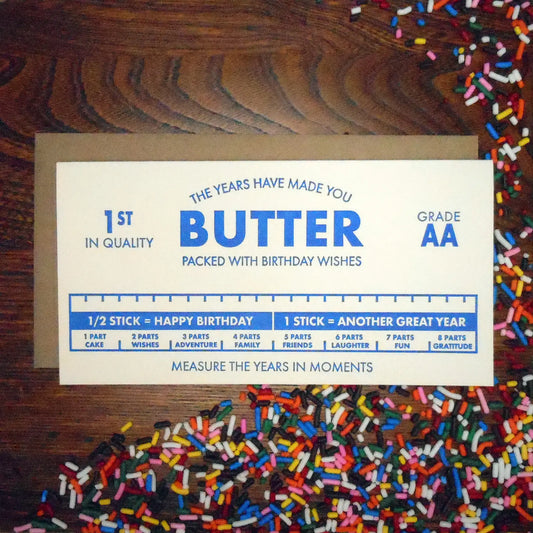 THE YEARS HAVE MADE YOU
1ST
IN QUALITY
BUTTER
GRADE
AA
PACKED WITH BIRTHDAY WISHES
1/2 STICK = HAPPY BIRTHDAY
1 STICK = ANOTHER GREAT YEAR
1 PART
CAKE
2 PARTS
WISHES
3 PARTS
ADVENTURE
4 PARTS
FAMILY
5 PARTS
FRIENDS
6 PARTS
LAUGHTER
7 PARTS
FUN
8 PARTS
GRATITUDE
MEASURE THE YEARS IN MOMENTS